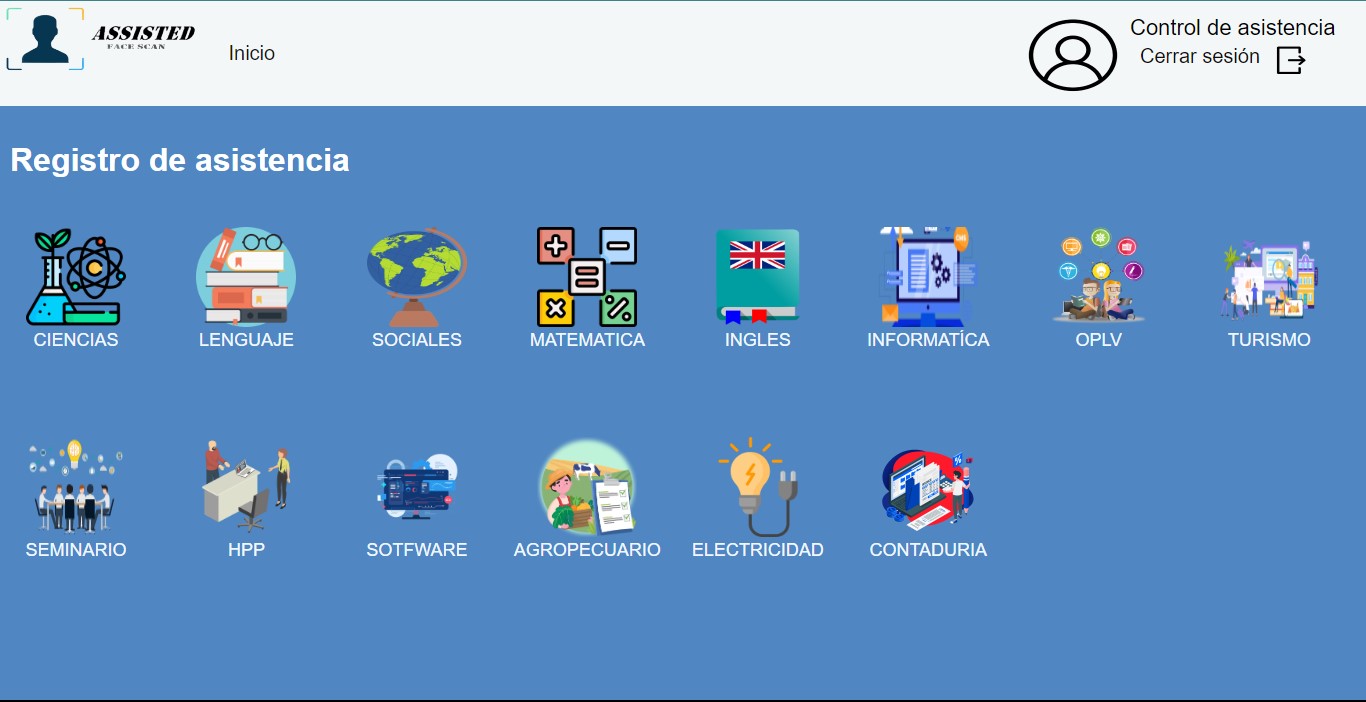 ASSISTED
FACE SCAN
Inicio
Control de asistencia
Cerrar sesión
Registro de asistencia
CIENCIAS
LENGUAJE
SOCIALES
MATEMATICA
INGLES
INFORMATÍCA
OPLV
TURISMO
SEMINARIO
HPP
SOTFWARE
AGROPECUARIO
ELECTRICIDAD
CONTADURIA